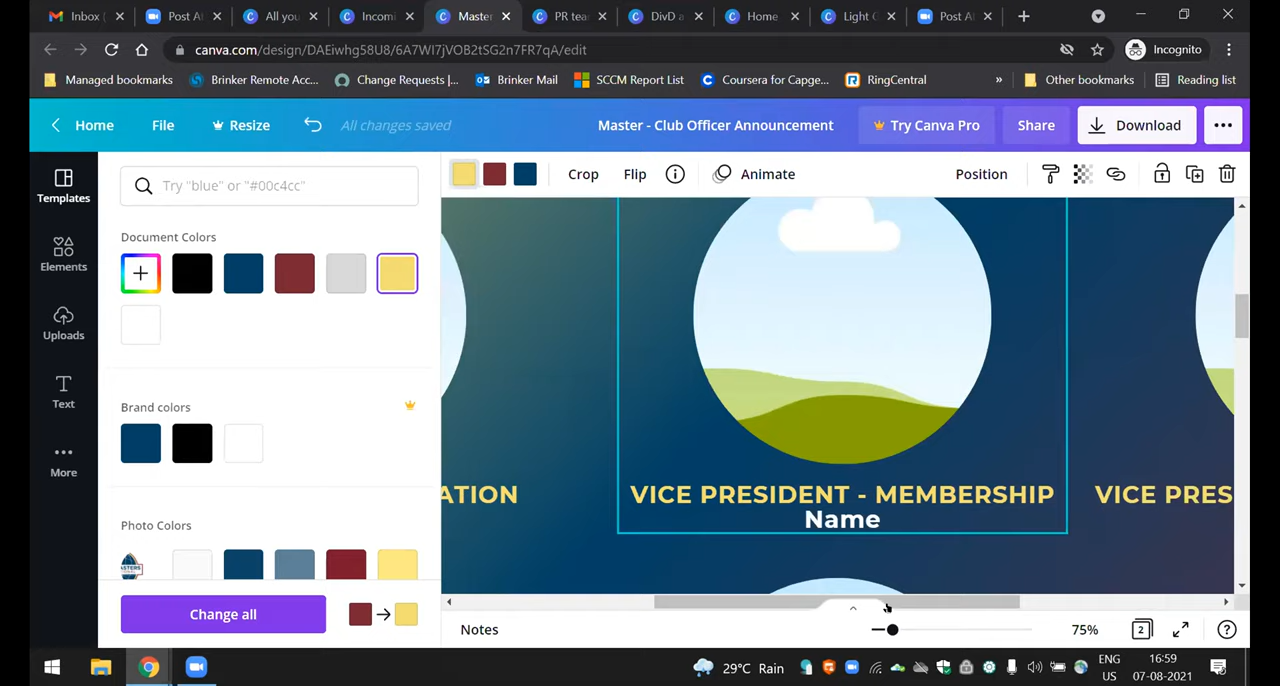 Inbox (
Post A
All you
Incomi
Master
PR tea
DivD a
Home
Light G
Post A
canva.com/design/DAEiwhg58U8/6A7WI7jVOB2tSG2n7FR7qA/edit
Incognito
Managed bookmarks
Brinker Remote Acc...
Change Requests |...
Brinker Mail
SCCM Report List
Coursera for Capge...
RingCentral
»
Other bookmarks
Reading list
Home
File
Resize
All changes saved
Master - Club Officer Announcement
Try Canva Pro
Share
Download
Templates
Elements
Uploads
Text
More
Try "blue" or "#00c4cc"
Document Colors
Brand colors
Photo Colors
Change all
Crop
Flip
Animate
Position
ATION
VICE PRESIDENT - MEMBERSHIP
Name
VICE PRES
Notes
75%
2
29°C Rain
ENG
US
16:59
07-08-2021